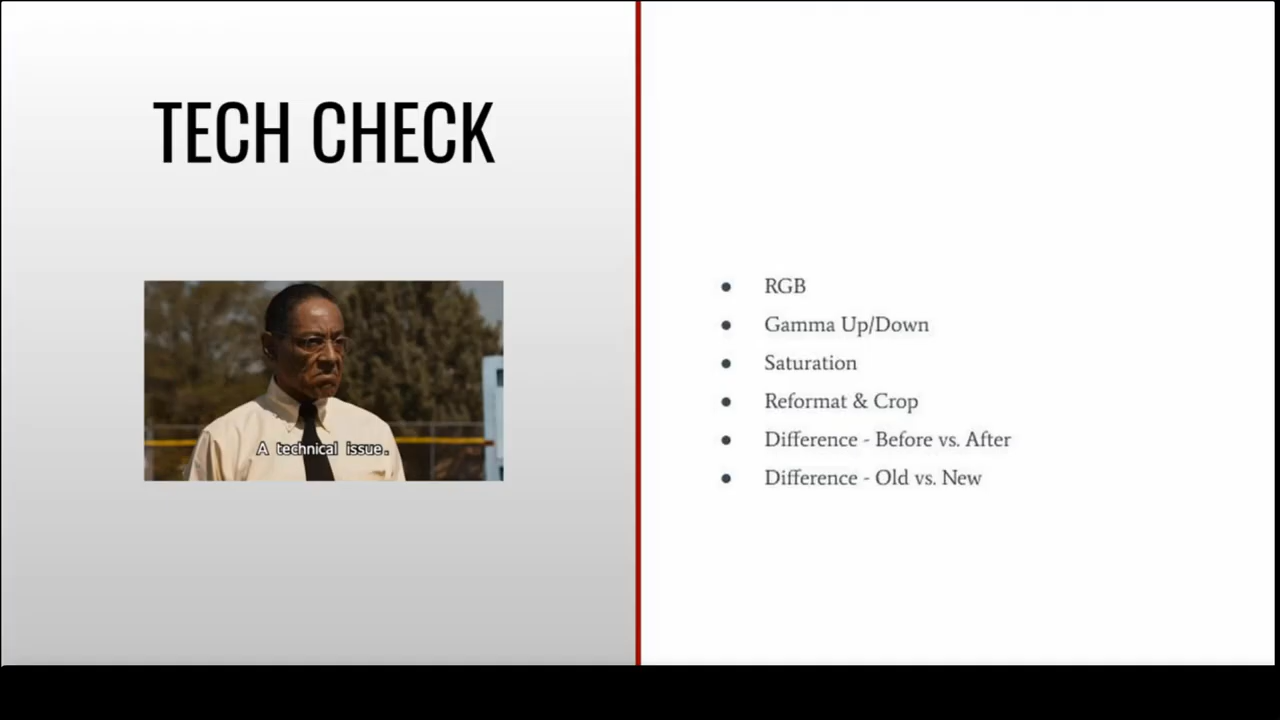 TECH CHECK
A technical issue.
● RGB
● Gamma Up/Down
● Saturation
● Reformat & Crop
● Difference - Before vs. After
● Difference - Old vs. New